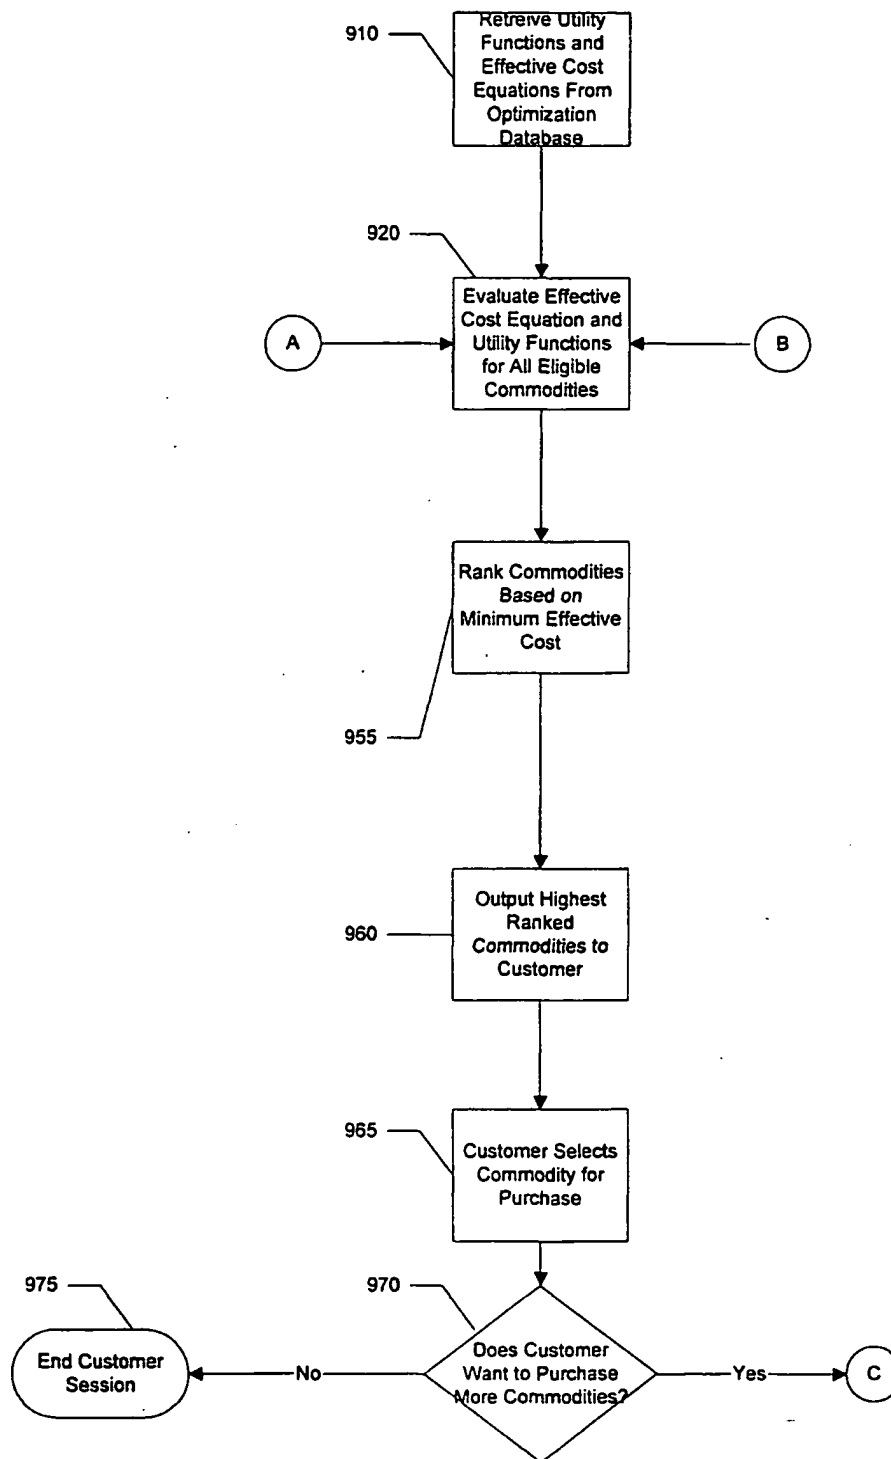 910
Retreive Utility
Functions and
Effective Cost
Equations From
Optimization
Database
920
Evaluate Effective
Cost Equation and
Utility Functions
for All Eligible
Commodities
A
B
Rank Commodities
Based on
Minimum Effective
Cost
955
Output Highest
Ranked
Commodities to
Customer
960
965
Customer Selects
Commodity for
Purchase
975
970
End Customer
Session
No
Does Customer
Want to Purchase
More Commodities?
Yes
C